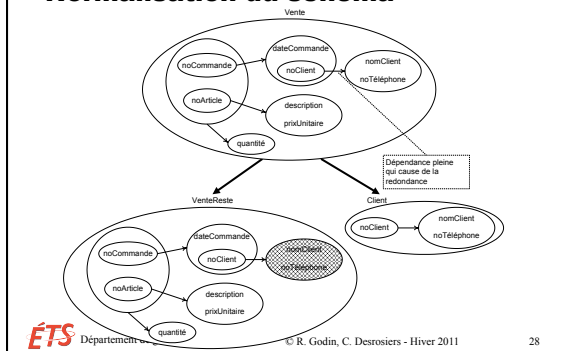 Normalisation du schéma
Vente
dateCommande
noCommande
noClient
nomClient
noTéléphone
noArticle
description
prixUnitaire
quantité
Dépendance pleine
qui cause de la
redondance
VenteReste
Client
dateCommande
noCommande
noClient
nomClient
noTéléphone
noClient
nomClient
noTéléphone
noArticle
description
prixUnitaire
quantité
ÉTS Département
© R. Godin, C. Desrosiers - Hiver 2011
28